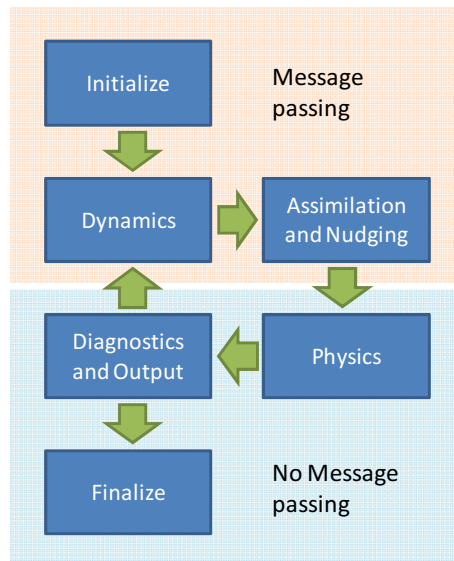 Initialize
Message
passing
Dynamics
Assimilation
and Nudging
Diagnostics
and Output
Physics
Finalize
No Message
passing